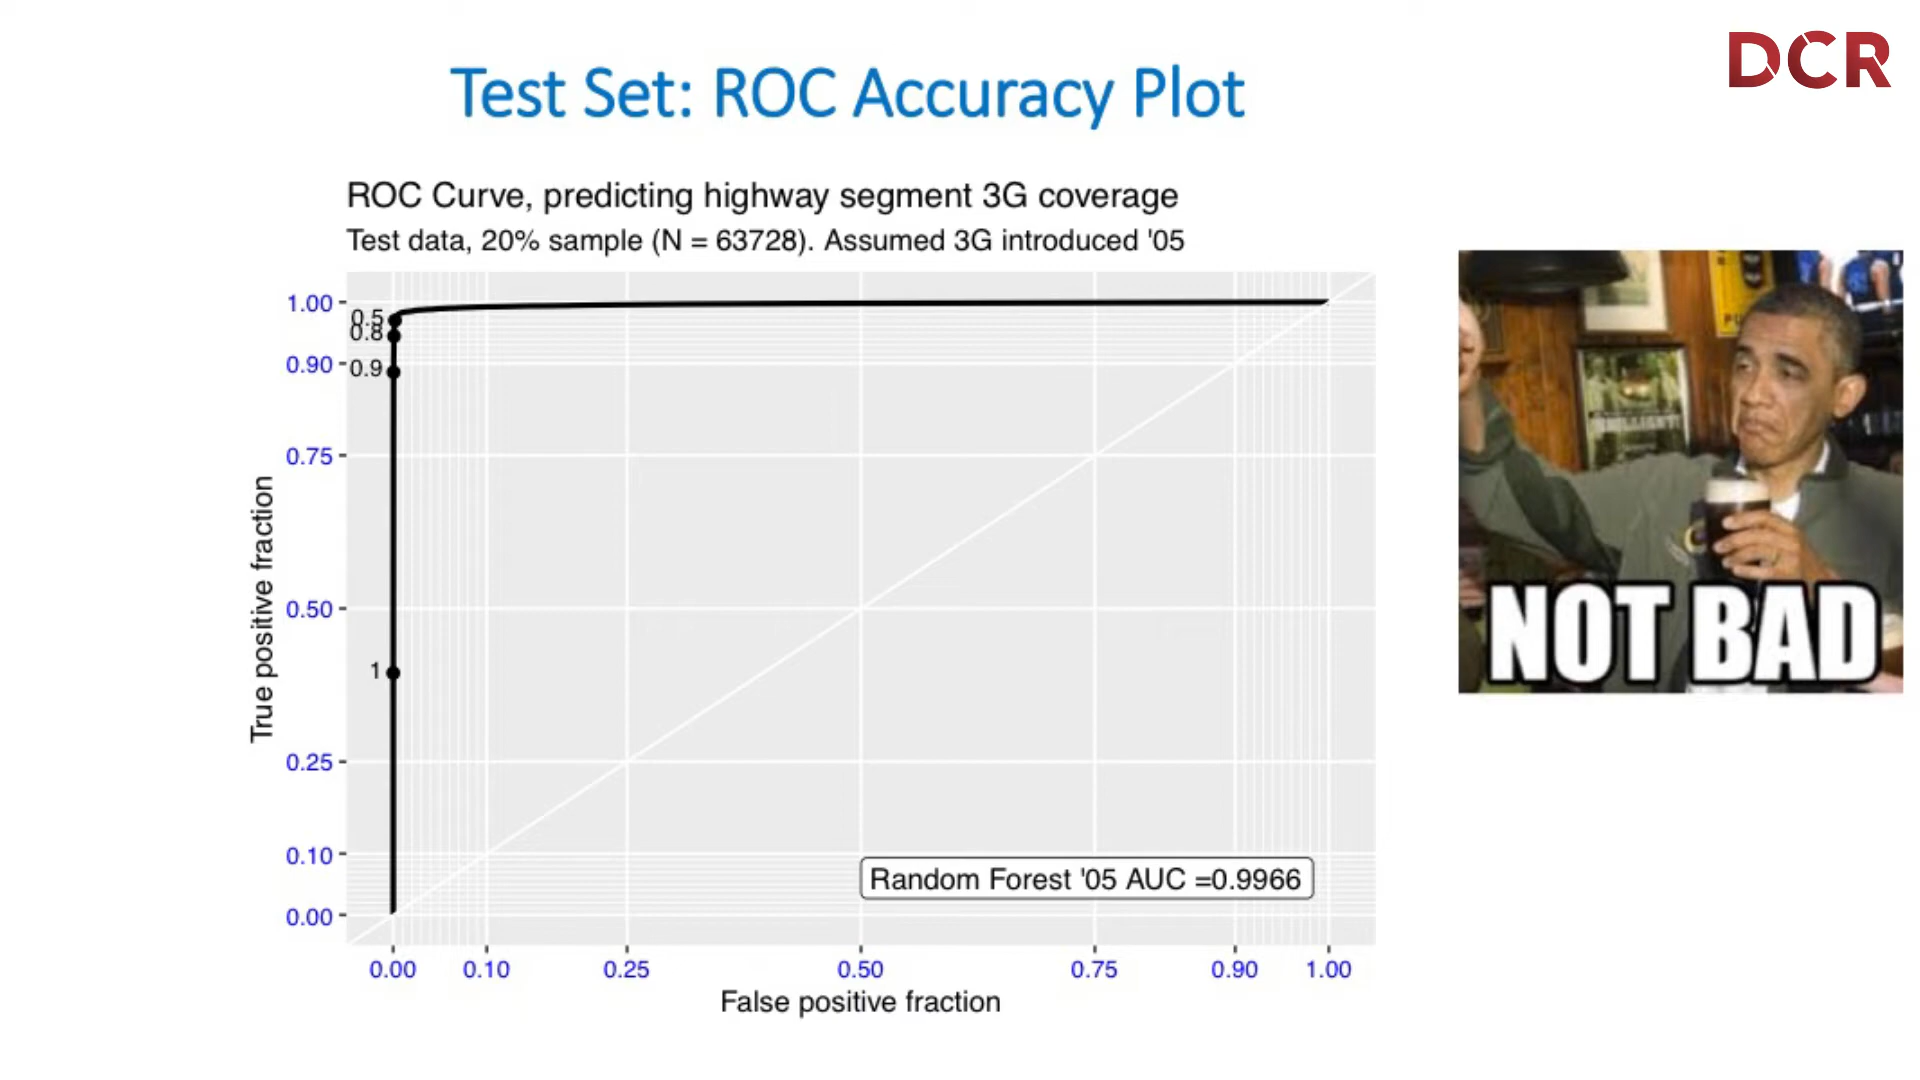 DCR
Test Set: ROC Accuracy Plot
ROC Curve, predicting highway segment 3G coverage
Test data, 20% sample (N = 63728). Assumed 3G introduced '05
1.00
0.90
0.75
0.50
0.25
0.10
0.00
True positive fraction
0.5
0.8
0.9
1
Random Forest '05 AUC =0.9966
0.00 0.10 0.25 0.50 0.75 0.90 1.00
False positive fraction
NOT BAD